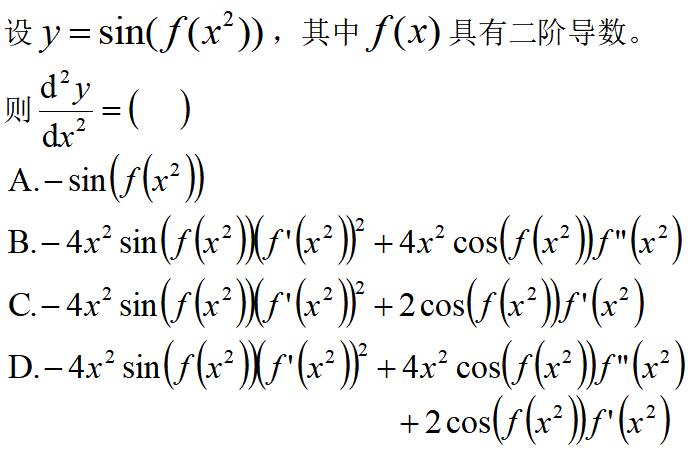 设 y = sin(f(x²))，其中 f(x) 具有二阶导数。
则 d²y/dx² = (   )
A.－sin(f(x²))
B.－4x² sin(f(x²))(f'(x²))² + 4x² cos(f(x²))f''(x²)
C.－4x² sin(f(x²))(f'(x²))² + 2cos(f(x²))f'(x²)
D.－4x² sin(f(x²))(f'(x²))² + 4x² cos(f(x²))f''(x²)
+ 2cos(f(x²))f'(x²)